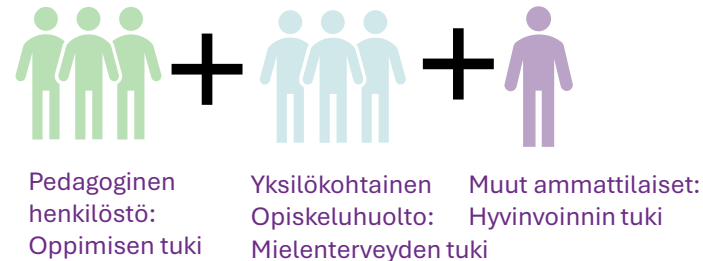 Pedagoginen
henkilöstö:
Oppimisen tuki
Yksilökohtainen
Opiskeluhuolto:
Mielenterveyden tuki
Muut ammattilaiset:
Hyvinvoinnin tuki